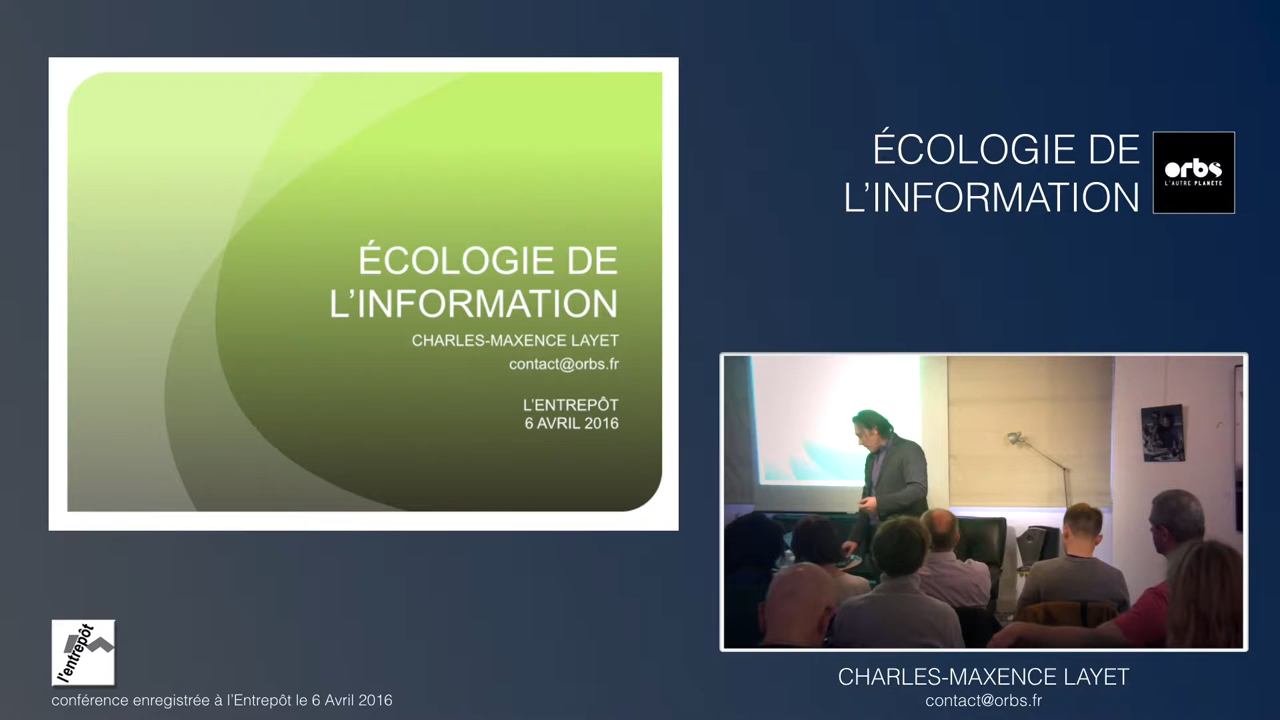 ÉCOLOGIE DE
L'INFORMATION
CHARLES-MAXENCE LAYET
contact@orbs.fr
L'ENTREPÔT
6 AVRIL 2016
ÉCOLOGIE DE
L'INFORMATION
orbs
L'AUTRE PLANÈTE
CHARLES-MAXENCE LAYET
contact@orbs.fr
l'entrepôt
conférence enregistrée à l'Entrepôt le 6 Avril 2016